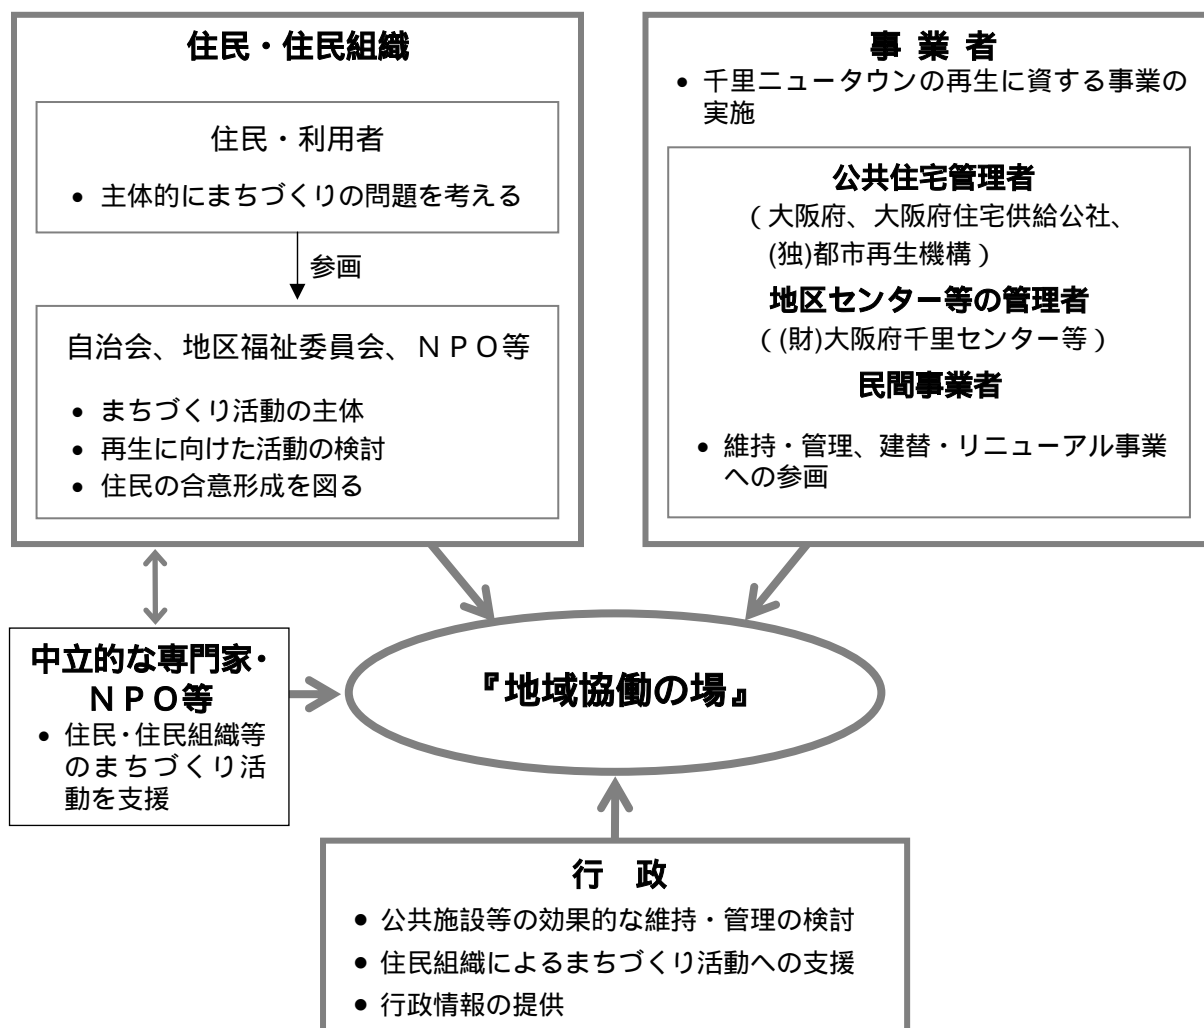 住民・住民組織
住民・利用者
• 主体的にまちづくりの問題を考える
参画
自治会、地区福祉委員会、ＮＰＯ等
• まちづくり活動の主体
• 再生に向けた活動の検討
• 住民の合意形成を図る
事 業 者
• 千里ニュータウンの再生に資する事業の
実施
公共住宅管理者
（大阪府、大阪府住宅供給公社、
(独)都市再生機構）
地区センター等の管理者
（(財)大阪府千里センター等）
民間事業者
• 維持・管理、建替・リニューアル事業
への参画
中立的な専門家・
ＮＰＯ等
• 住民・住民組織等
のまちづくり活
動を支援
『地域協働の場』
行　政
• 公共施設等の効果的な維持・管理の検討
• 住民組織によるまちづくり活動への支援
• 行政情報の提供